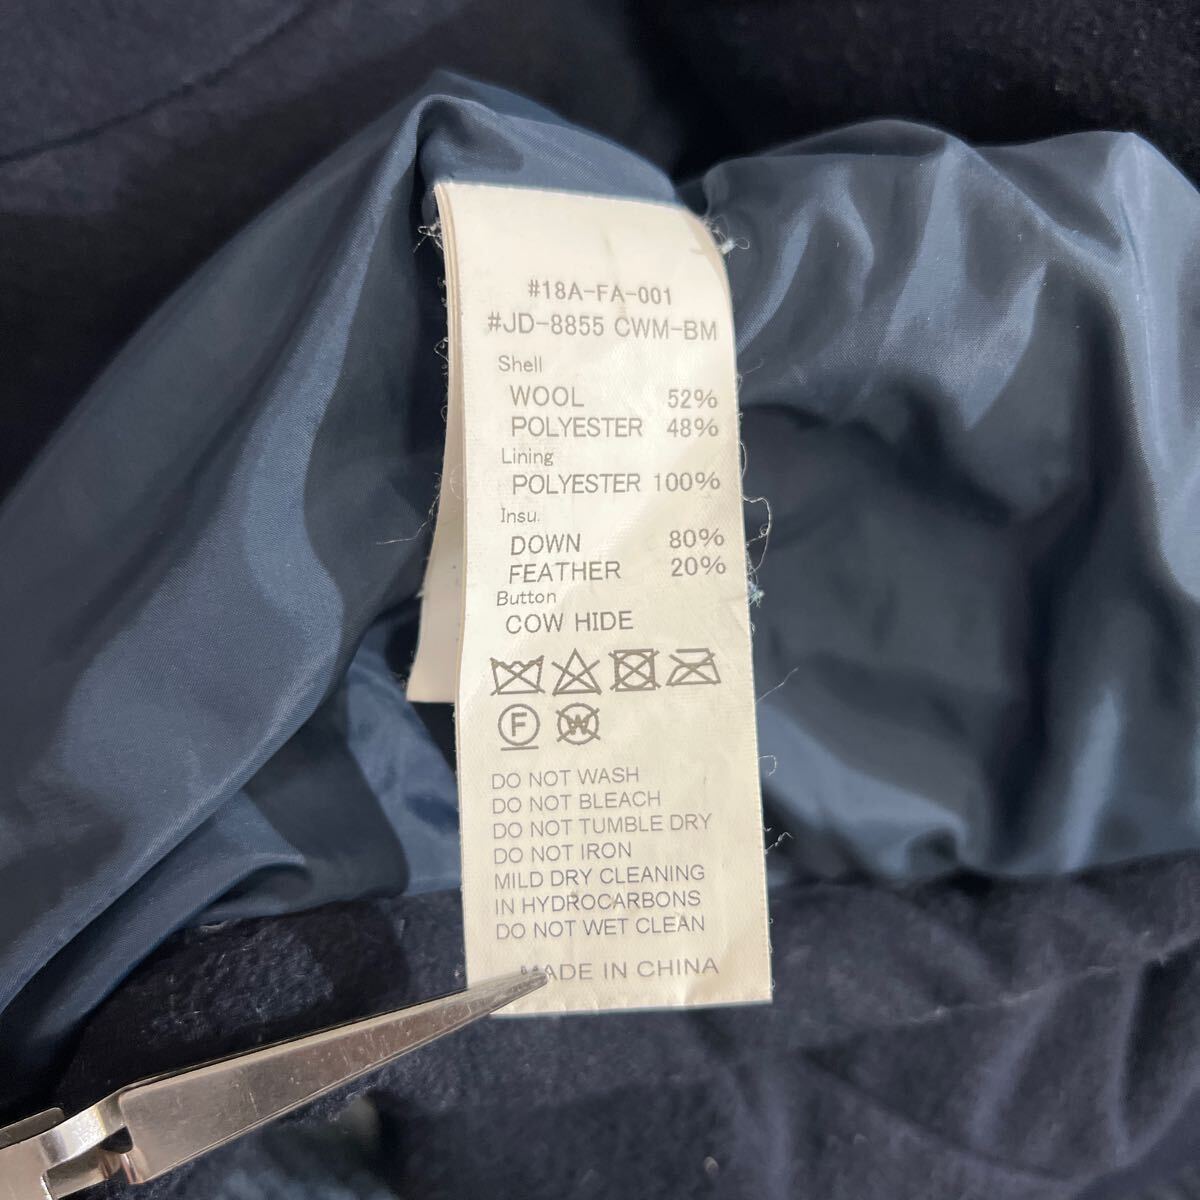 #18A-FA-001
#JD-8855 CWM-BM
Shell
WOOL 52%
POLYESTER 48%
Lining
POLYESTER 100%
Insu.
DOWN 80%
FEATHER 20%
Button
COW HIDE
F W
DO NOT WASH
DO NOT BLEACH
DO NOT TUMBLE DRY
DO NOT IRON
MILD DRY CLEANING
IN HYDROCARBONS
DO NOT WET CLEAN
MADE IN CHINA